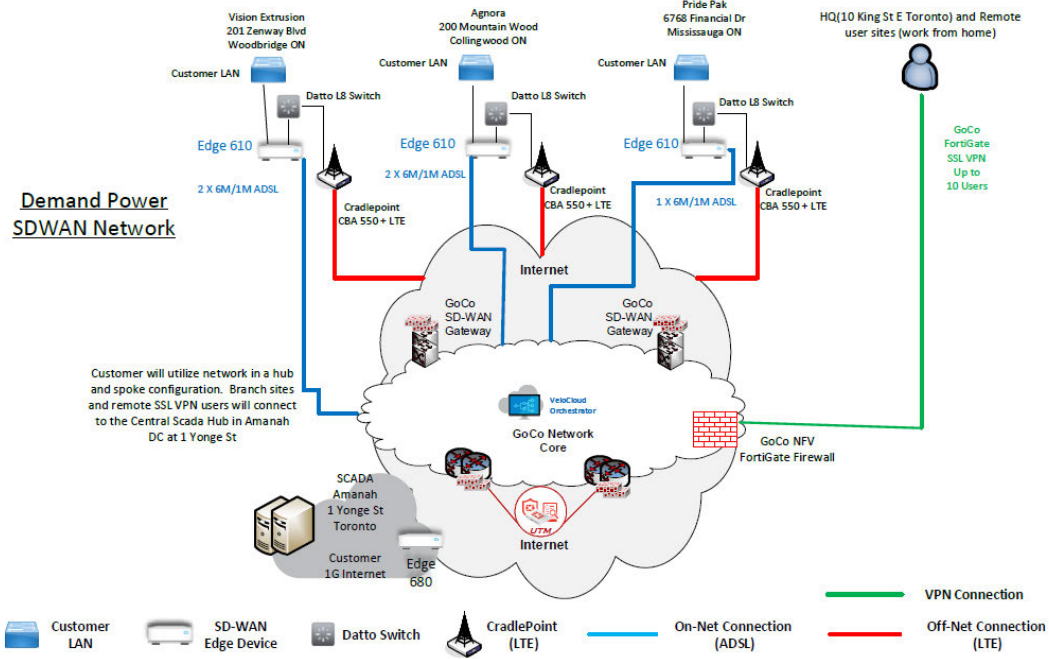 Vision Extrusion
201 Zenway Blvd
Woodbridge ON
Agnora
200 Mountain Wood
Collingwood ON
Pride Pak
6768 Financial Dr
Mississauga ON
HQ(10 King St E Toronto) and Remote
user sites (work from home)
Customer LAN
Customer LAN
Customer LAN
Datto L8 Switch
Datto L8 Switch
Datto L8 Switch
Edge 610
Edge 610
Edge 610
2 X 6M/1M ADSL
2 X 6M/1M ADSL
1 X 6M/1M ADSL
Cradlepoint
CBA 550 + LTE
Cradlepoint
CBA 550 + LTE
Cradlepoint
CBA 550 + LTE
GoCo
FortiGate
SSL VPN
Up to
10 Users
Demand Power
SDWAN Network
Internet
GoCo
SD-WAN
Gateway
GoCo
SD-WAN
Gateway
Customer will utilize network in a hub
and spoke configuration. Branch sites
and remote SSL VPN users will connect
to the Central Scada Hub in Amanah
DC at 1 Yonge St
VeloCloud
Orchestrator
GoCo Network
Core
GoCo NFV
FortiGate Firewall
SCADA
Amanah
1 Yonge St
Toronto
Customer
1G Internet
Edge
680
UTM
Internet
VPN Connection
Customer
LAN
SD-WAN
Edge Device
Datto Switch
CradlePoint
(LTE)
On-Net Connection
(ADSL)
Off-Net Connection
(LTE)